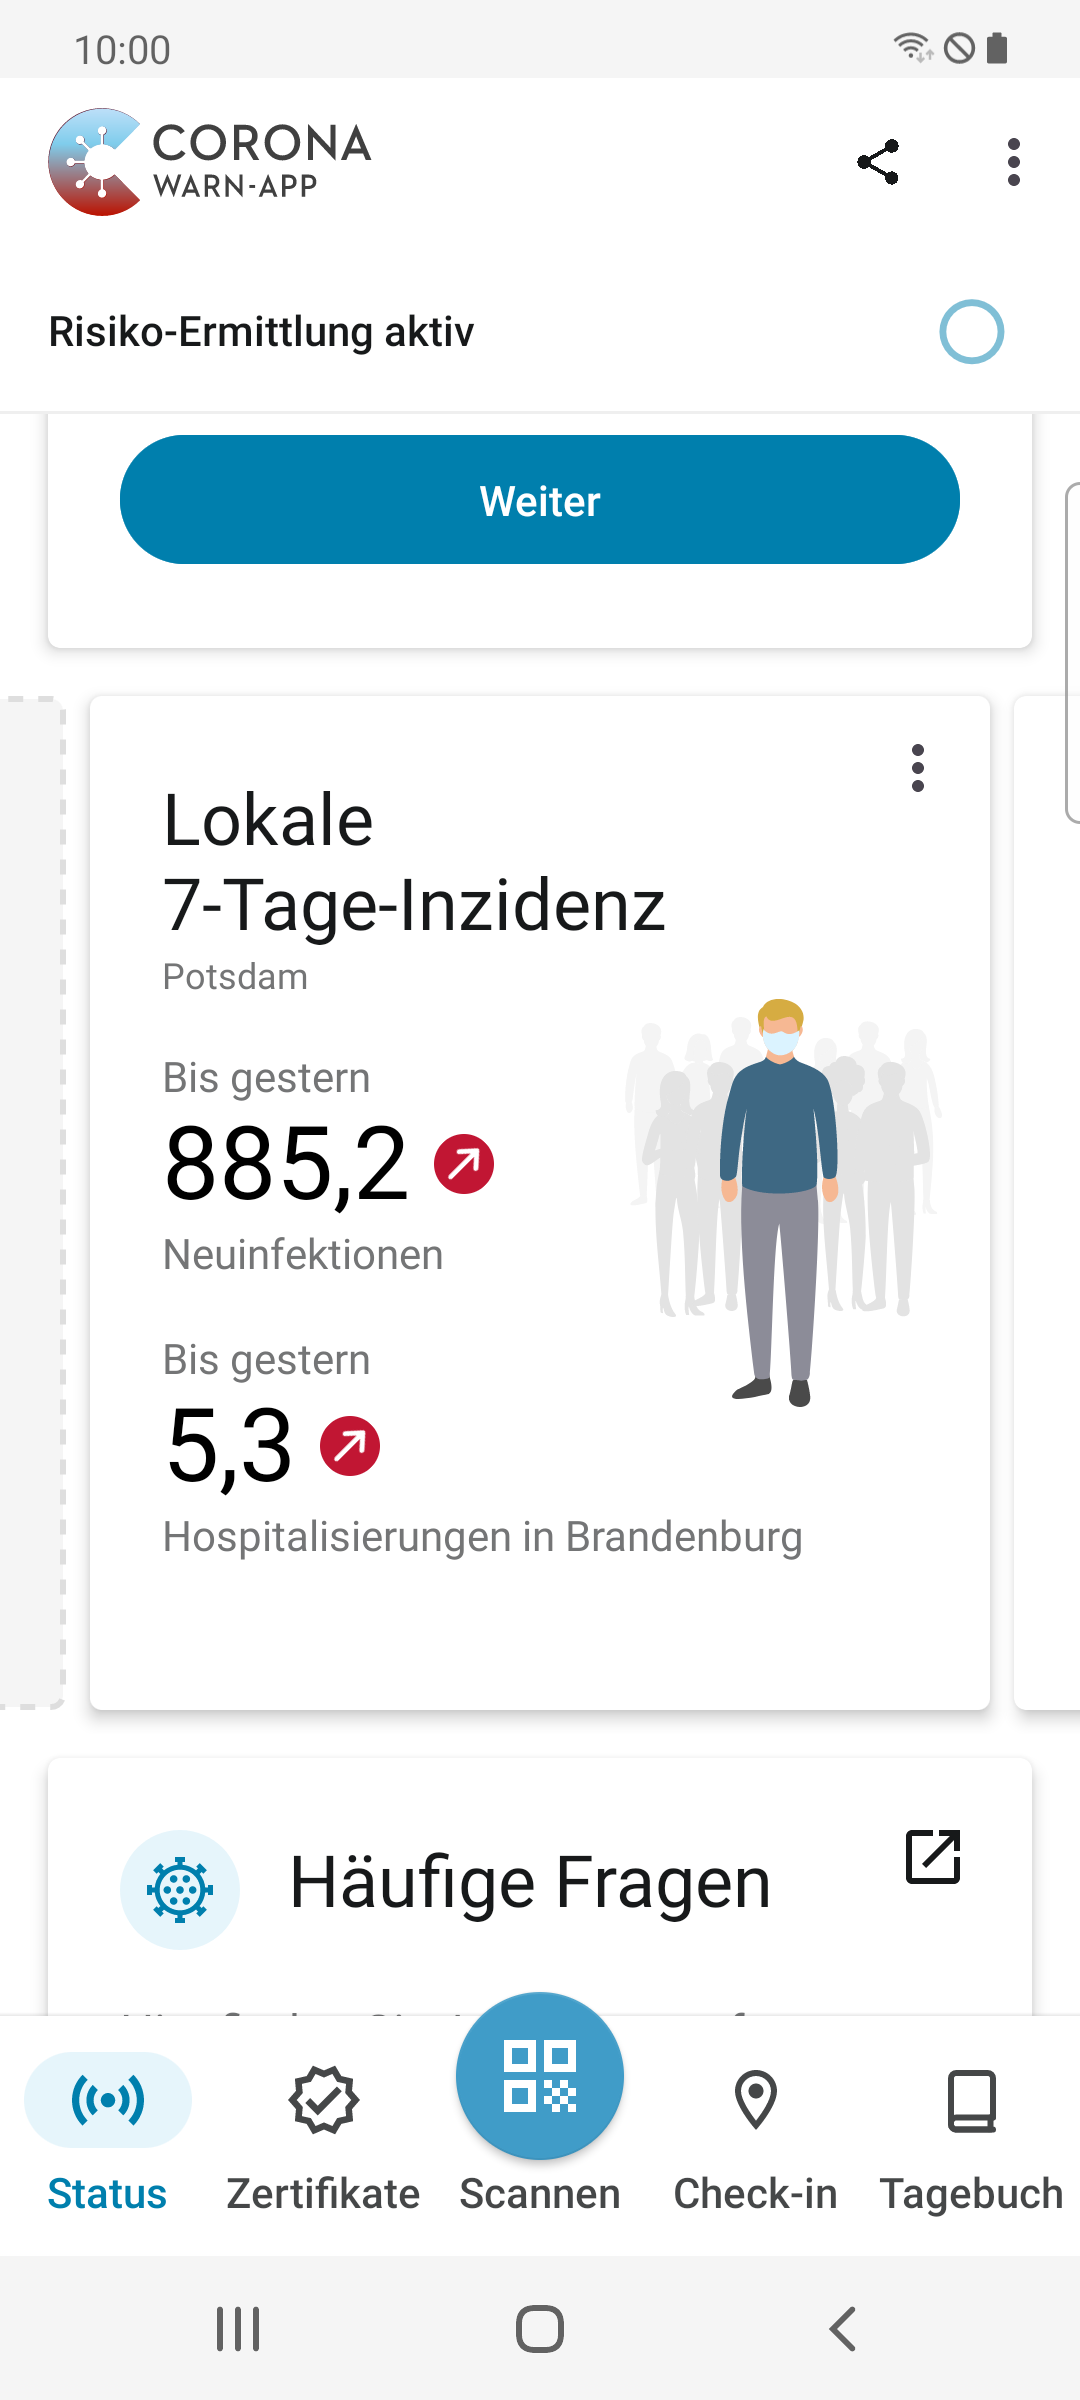 10:00
CORONA
WARN-APP
Risiko-Ermittlung aktiv
Weiter
Lokale
7-Tage-Inzidenz
Potsdam
Bis gestern
885,2
Neuinfektionen
Bis gestern
5,3
Hospitalisierungen in Brandenburg
Häufige Fragen
Status
Zertifikate
Scannen
Check-in
Tagebuch